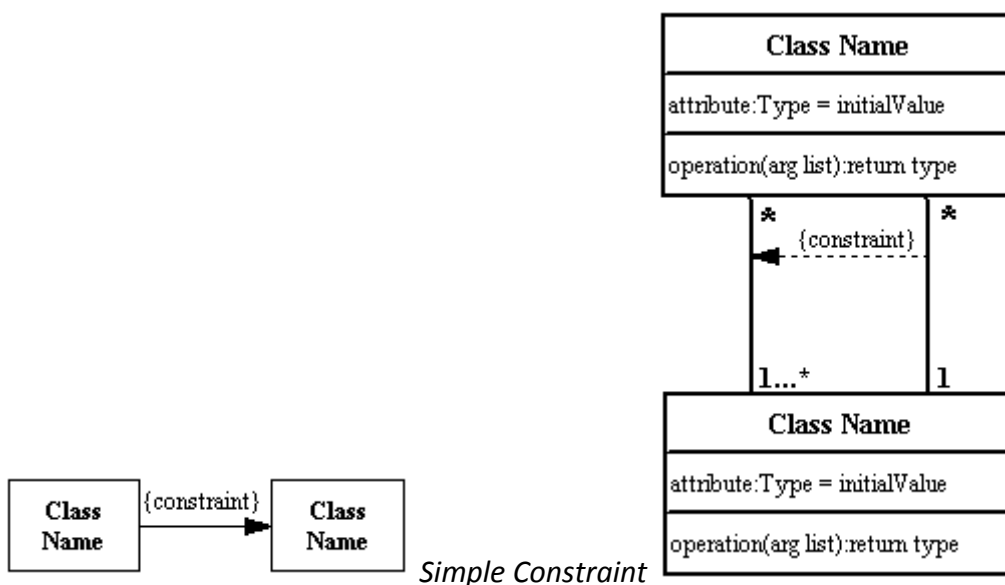 Class Name
attribute:Type = initialValue
operation(arg list):return type
* *
{constraint}
1...* 1
Class Name
attribute:Type = initialValue
operation(arg list):return type
Class
Name
{constraint}
Class
Name
Simple Constraint